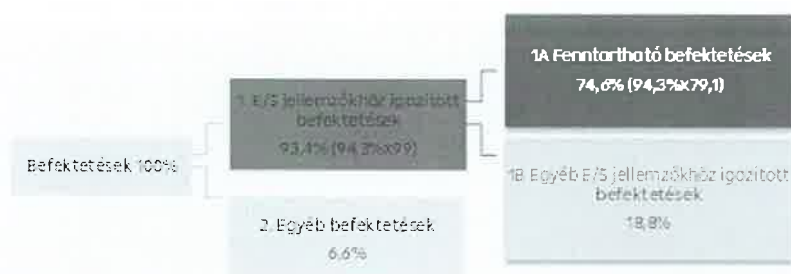 Befektetések 100%
1. E/S jellemzőkhöz igazított
befektetések
93,4% (94,3%x99)
2. Egyéb befektetések
6,6%
1A Fenntartható befektetések
74,6% (94,3%x79,1)
1B Egyéb E/S jellemzőkhöz igazított
befektetések
18,8%